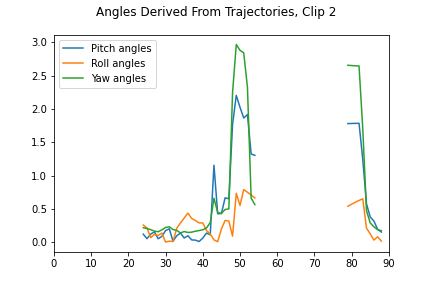 Angles Derived From Trajectories, Clip 2
Pitch angles
Roll angles
Yaw angles
3.0
2.5
2.0
1.5
1.0
0.5
0.0
0 10 20 30 40 50 60 70 80 90